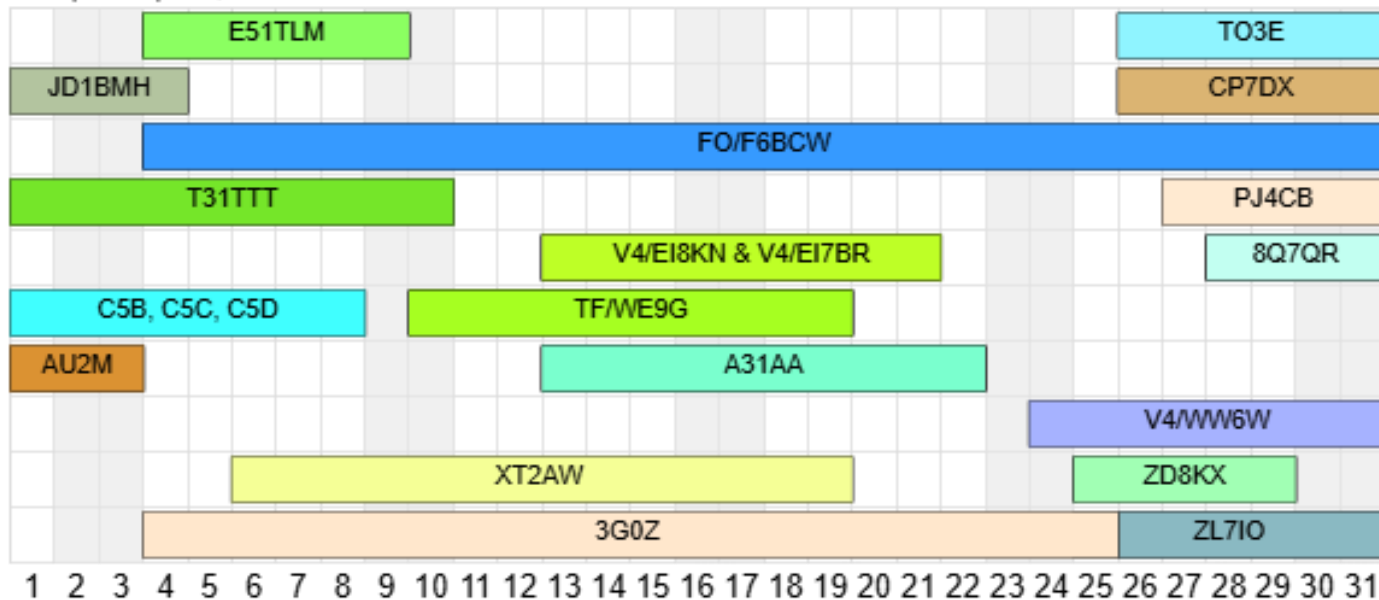 E51TLM TO3E
JD1BMH CP7DX
FO/F6BCW
T31TTT PJ4CB
V4/EI8KN & V4/EI7BR 8Q7QR
C5B, C5C, C5D TF/WE9G
AU2M A31AA
V4/WW6W
XT2AW ZD8KX
3G0Z ZL7IO
1 2 3 4 5 6 7 8 9 10 11 12 13 14 15 16 17 18 19 20 21 22 23 24 25 26 27 28 29 30 31